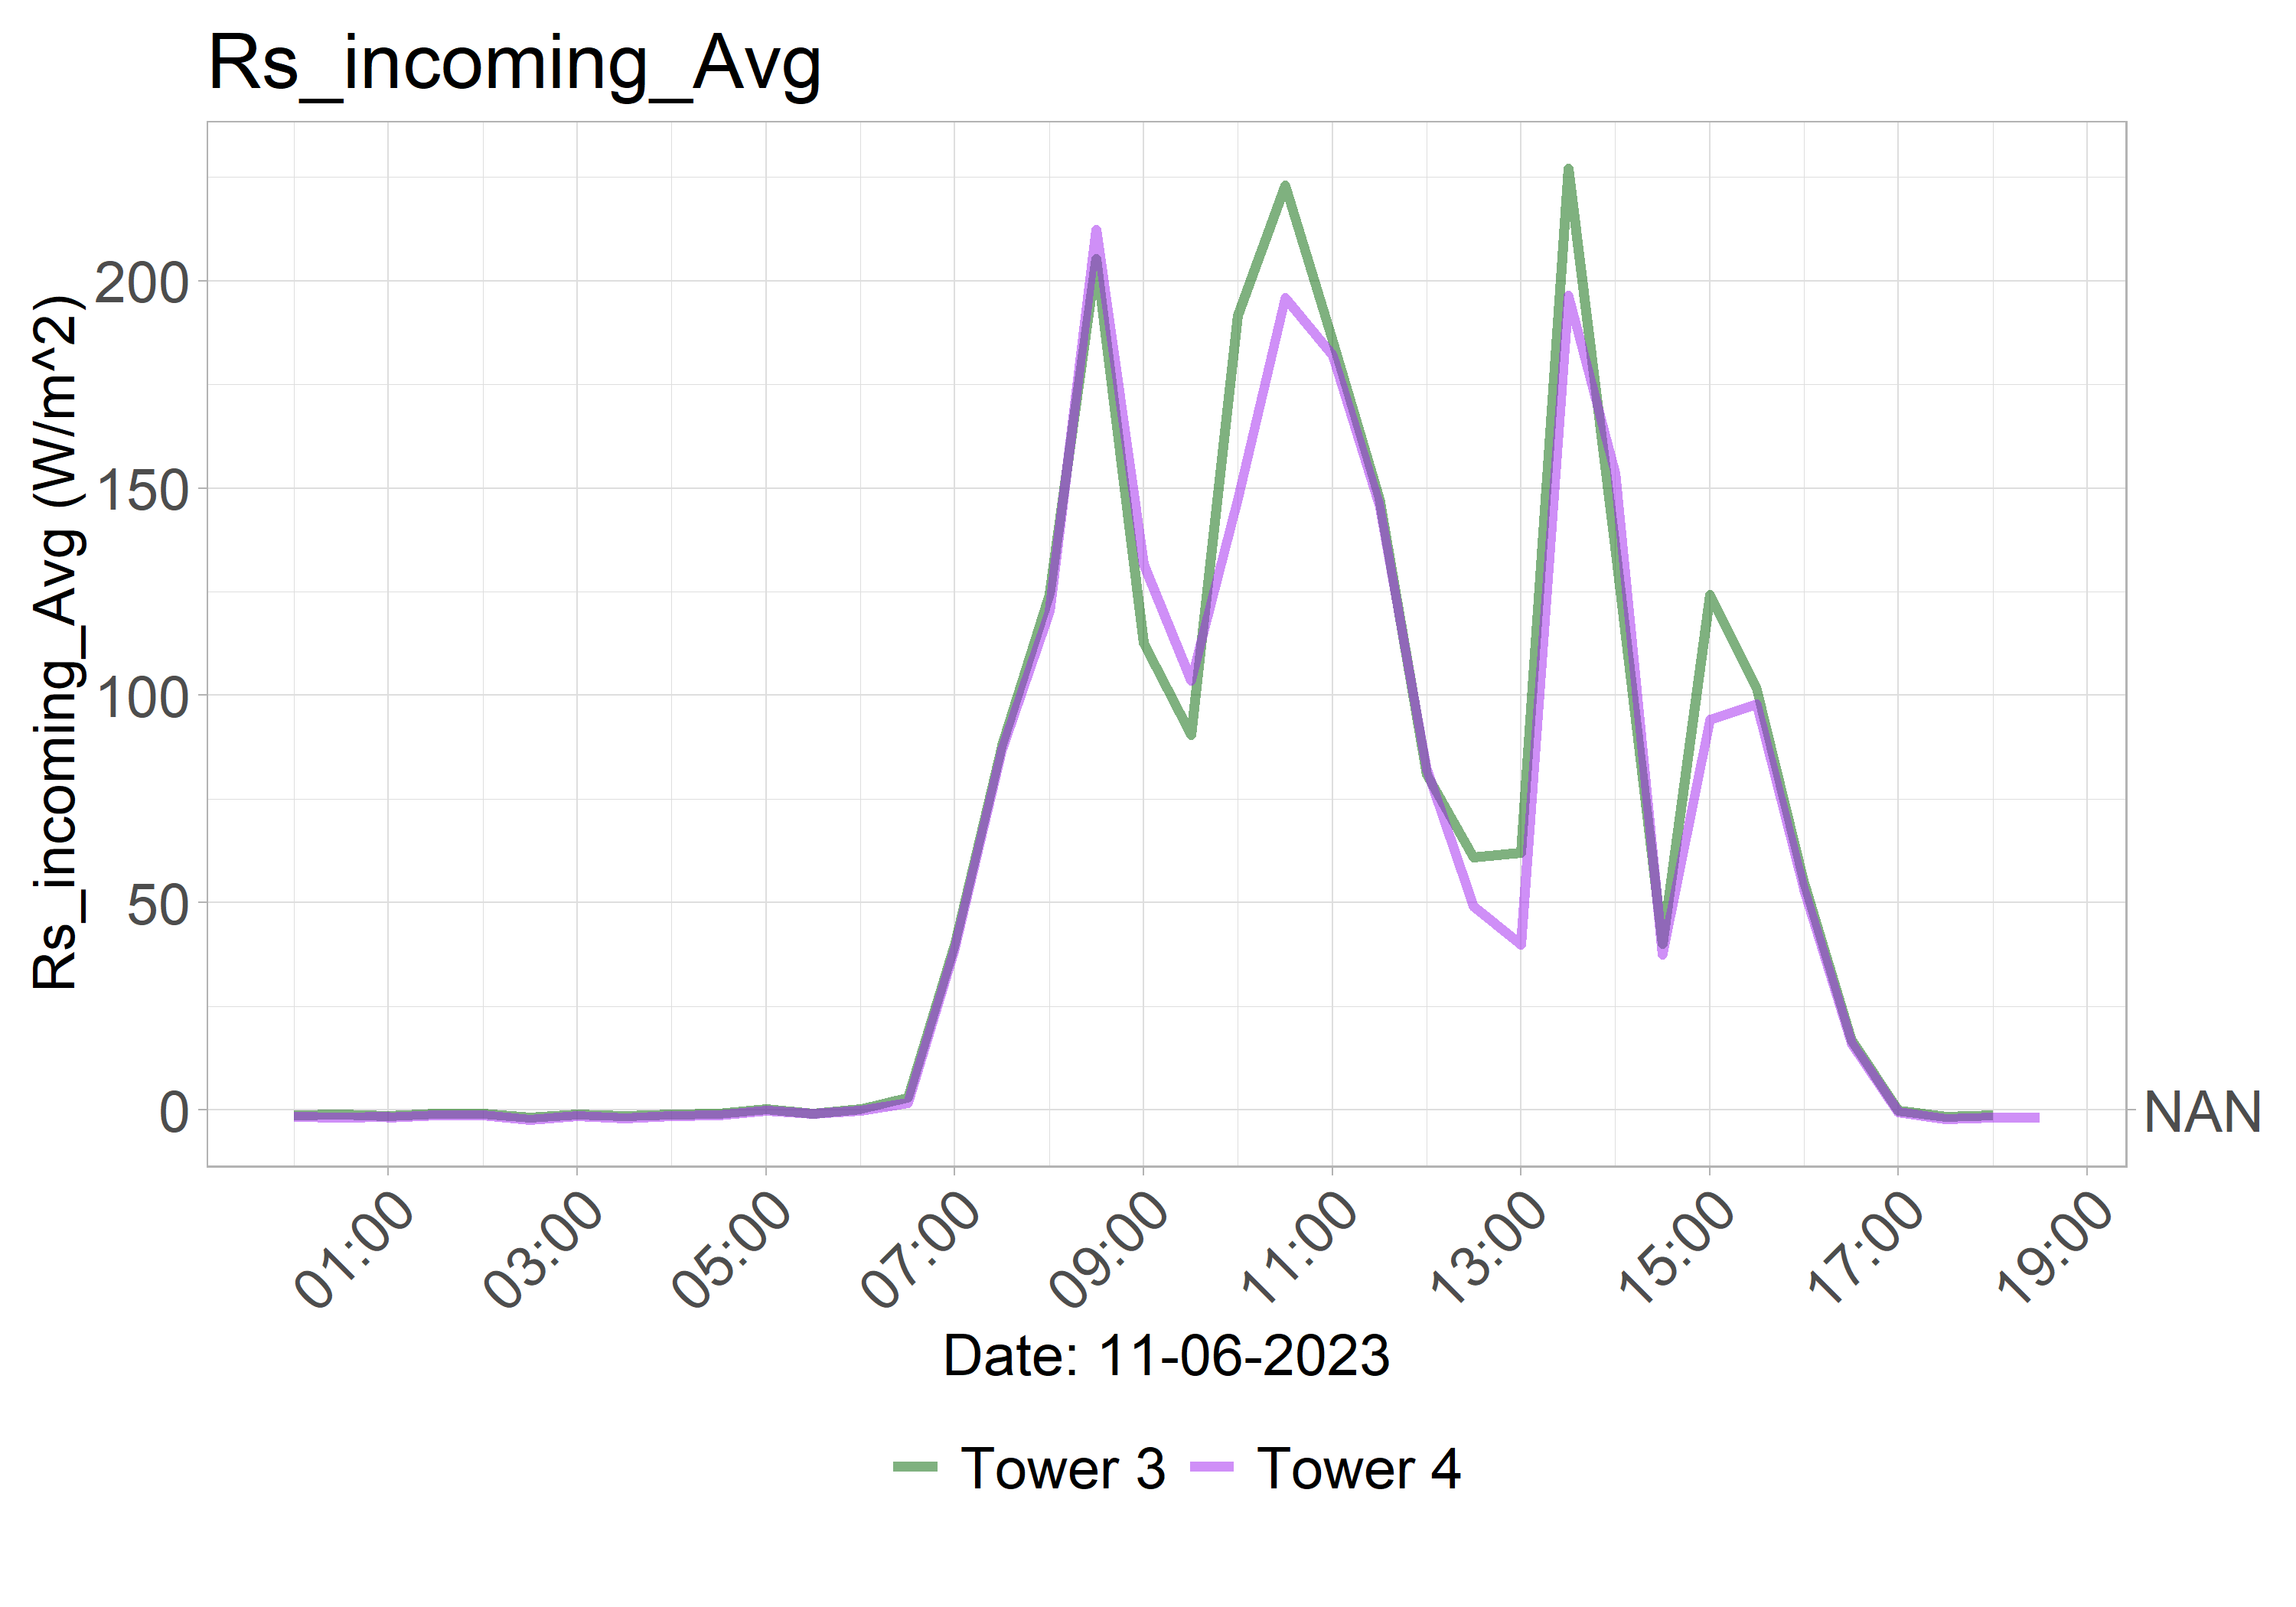 Rs_incoming_Avg
Rs_incoming_Avg (W/m^2)
200
150
100
50
0
NAN
01:00 03:00 05:00 07:00 09:00 11:00 13:00 15:00 17:00 19:00
Date: 11-06-2023
Tower 3 Tower 4